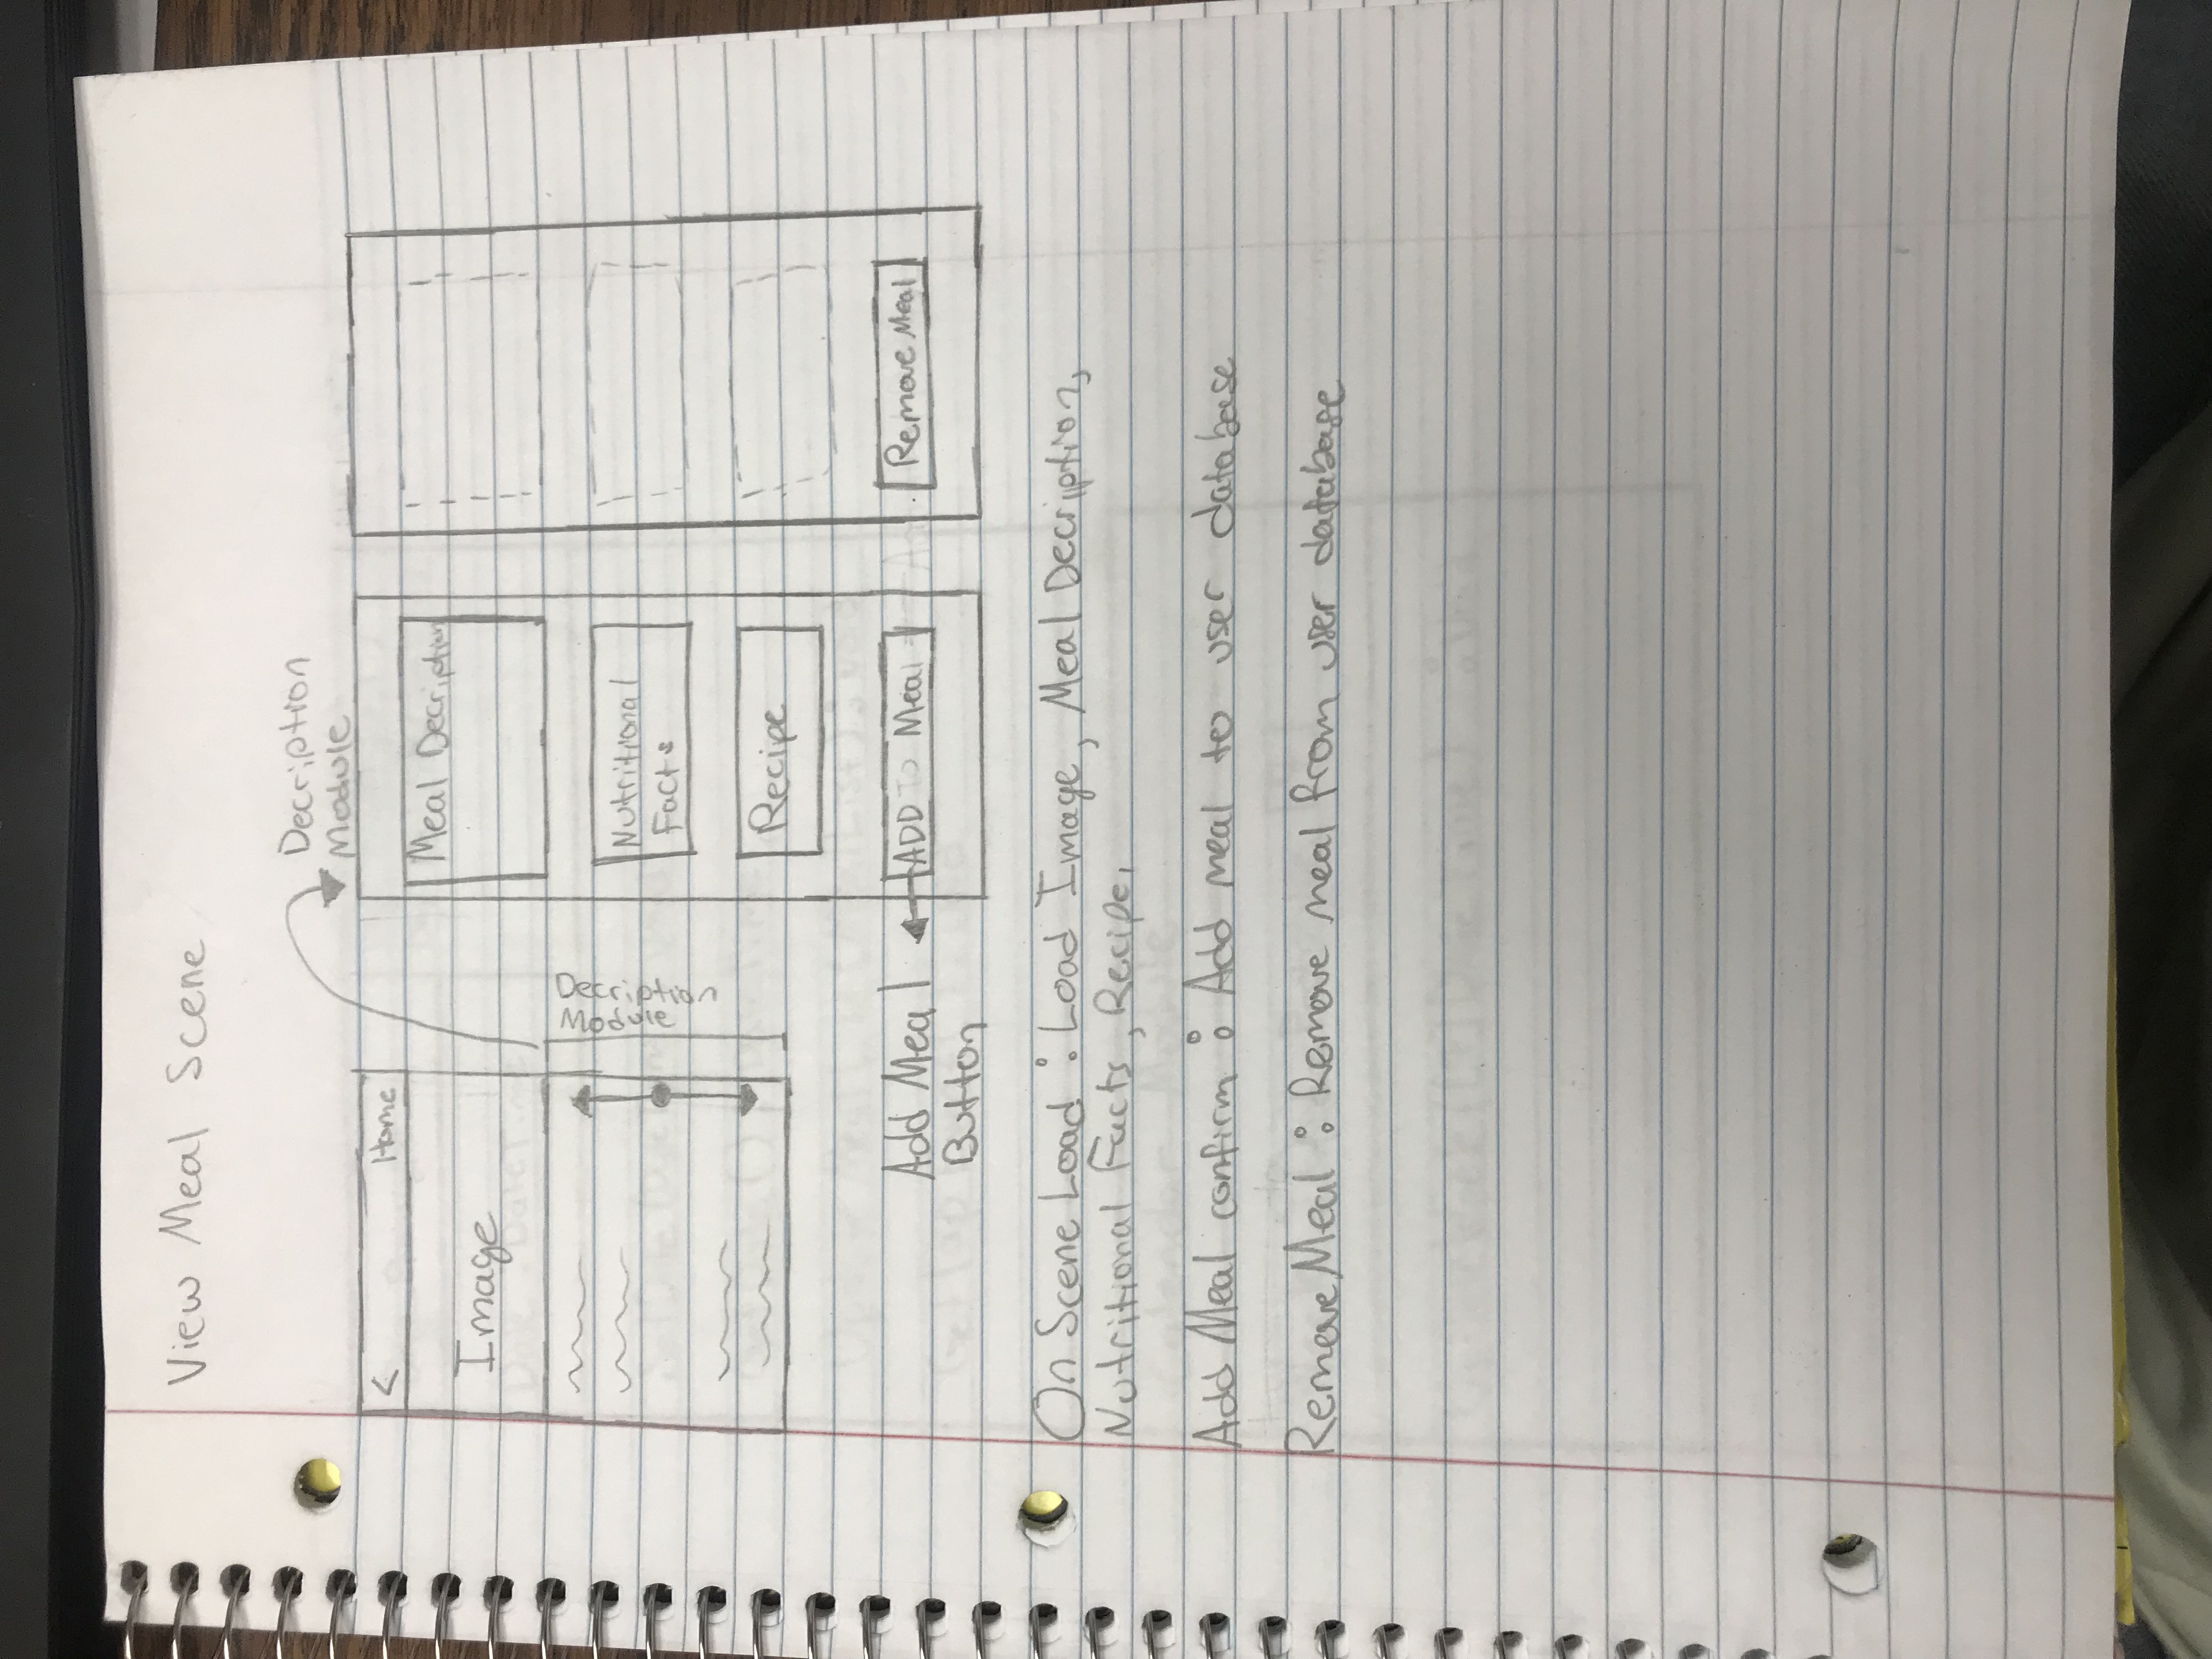 View Meal Scene
Decription
Module
< Home
Image
Decription
Module
Meal Decription
Nutritional
Facts
Recipe
ADD To Meal
Add Meal
Button
Remove Meal
On Scene Load : Load Image, Meal Decription,
Nutritional Facts, Recipe.
Add Meal confirm : Add meal to user database
Remove Meal : Remove meal from user database